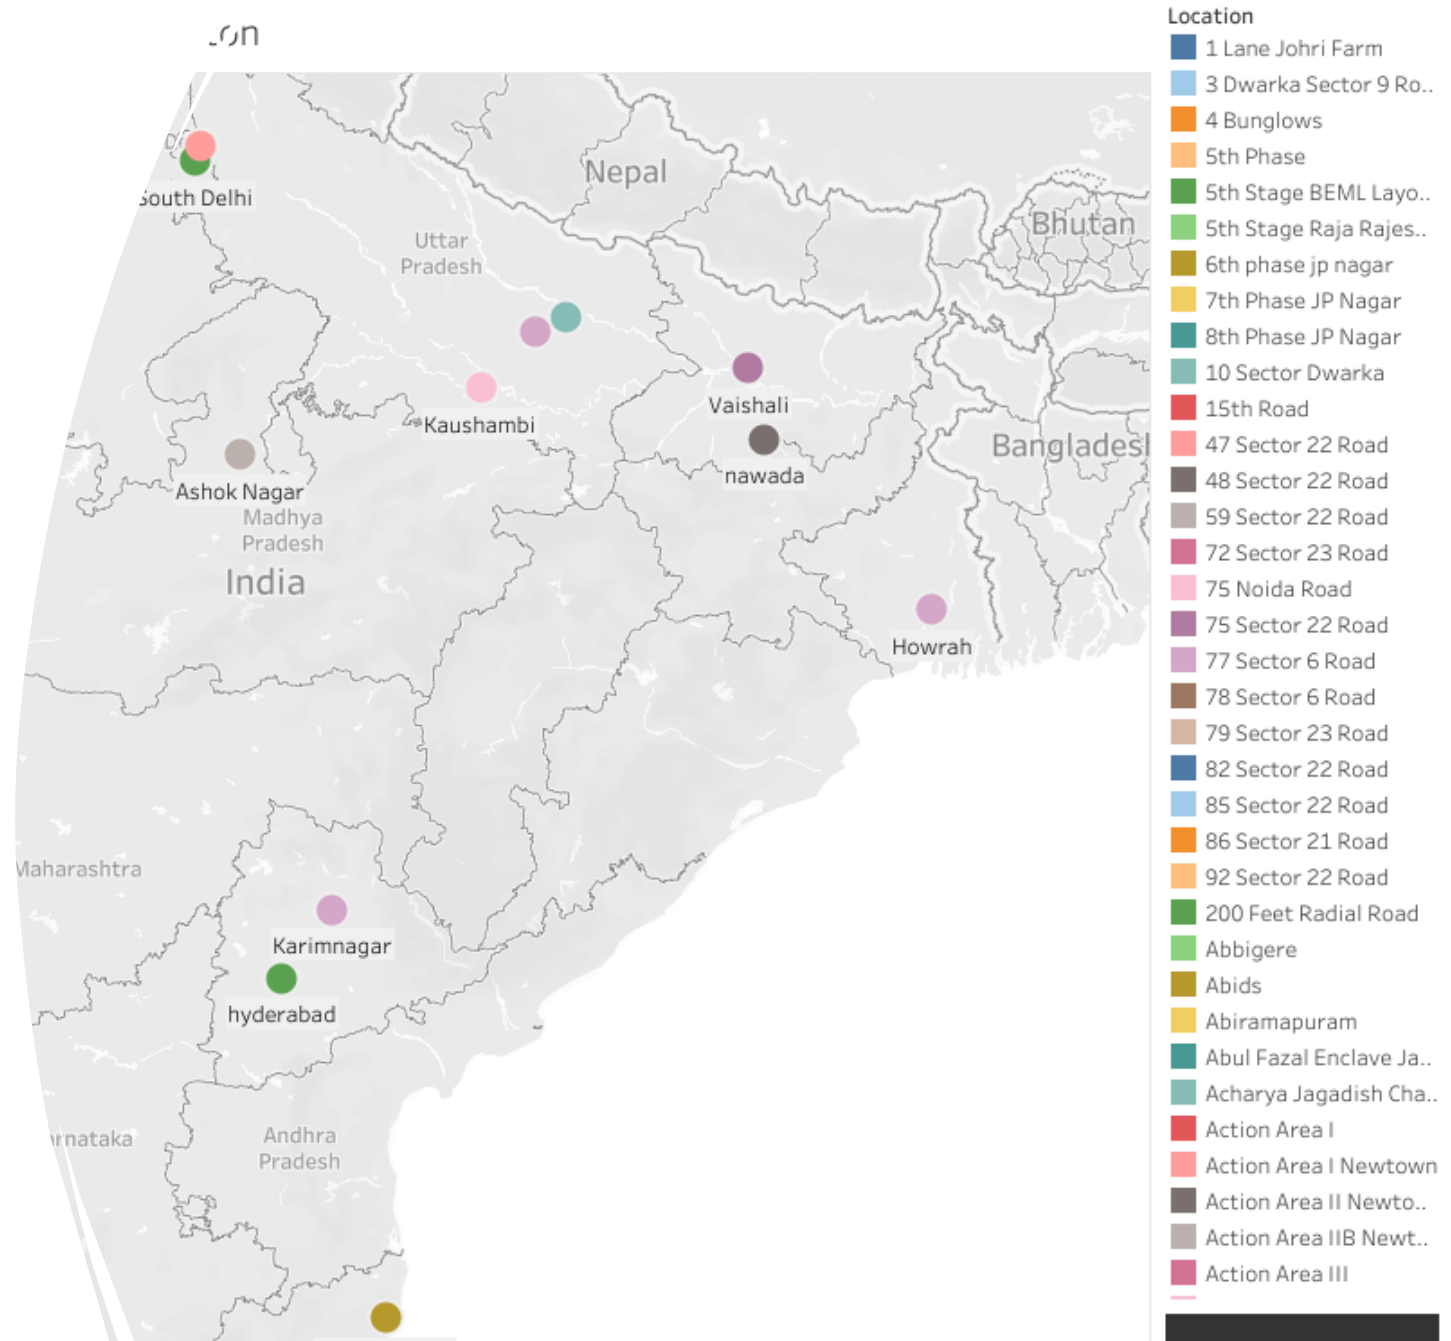 Nepal
Bhutan
South Delhi
Uttar
Pradesh
Vaishali
Kaushambi
Bangladesh
nawada
Ashok Nagar
Madhya
Pradesh
India
Howrah
Maharashtra
Karimnagar
hyderabad
Andhra
Pradesh
Location
1 Lane Johri Farm
3 Dwarka Sector 9 Ro..
4 Bunglows
5th Phase
5th Stage BEML Layo..
5th Stage Raja Rajes..
6th phase jp nagar
7th Phase JP Nagar
8th Phase JP Nagar
10 Sector Dwarka
15th Road
47 Sector 22 Road
48 Sector 22 Road
59 Sector 22 Road
72 Sector 23 Road
75 Noida Road
75 Sector 22 Road
77 Sector 6 Road
78 Sector 6 Road
79 Sector 23 Road
82 Sector 22 Road
85 Sector 22 Road
86 Sector 21 Road
92 Sector 22 Road
200 Feet Radial Road
Abbigere
Abids
Abiramapuram
Abul Fazal Enclave Ja..
Acharya Jagadish Cha..
Action Area I
Action Area I Newtown
Action Area II Newto..
Action Area IIB Newt..
Action Area III